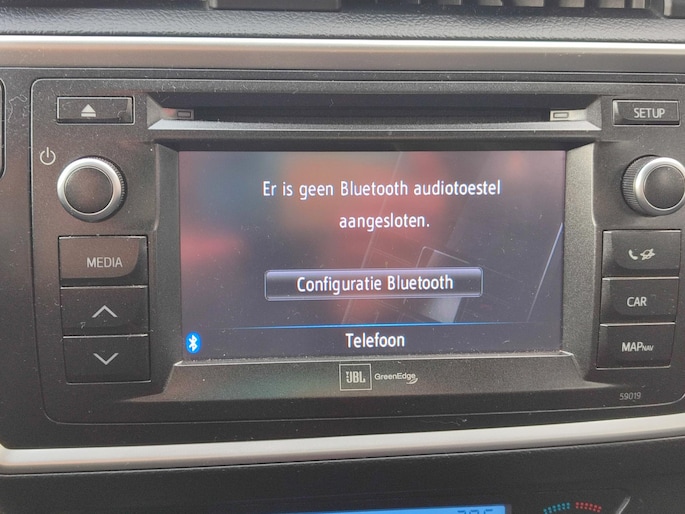 SETUP
Er is geen Bluetooth audiotoestel
aangesloten.
MEDIA
Configuratie Bluetooth
CAR
Telefoon
MAP NAV
JBL GreenEdge
59019